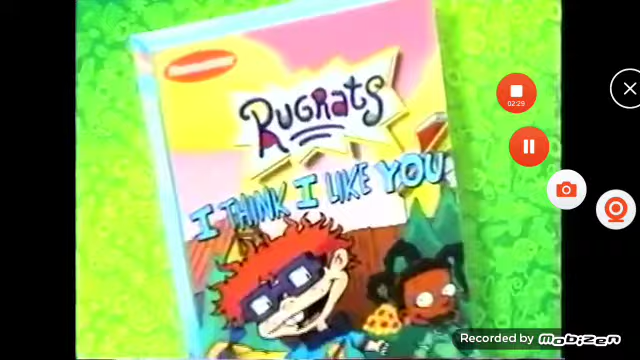 NICKELODEON
RUGRATS
I THINK I LIKE YOU
02:29
Recorded by MOBIZEN